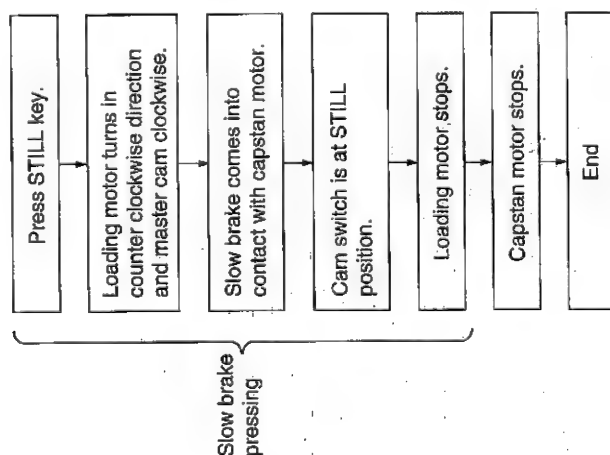 Press STILL key.
Loading motor turns in
counter clockwise direction
and master cam clockwise.
Slow brake comes into
contact with capstan motor.
Cam switch is at STILL
position.
Loading motor stops.
Capstan motor stops.
End
Slow brake
pressing